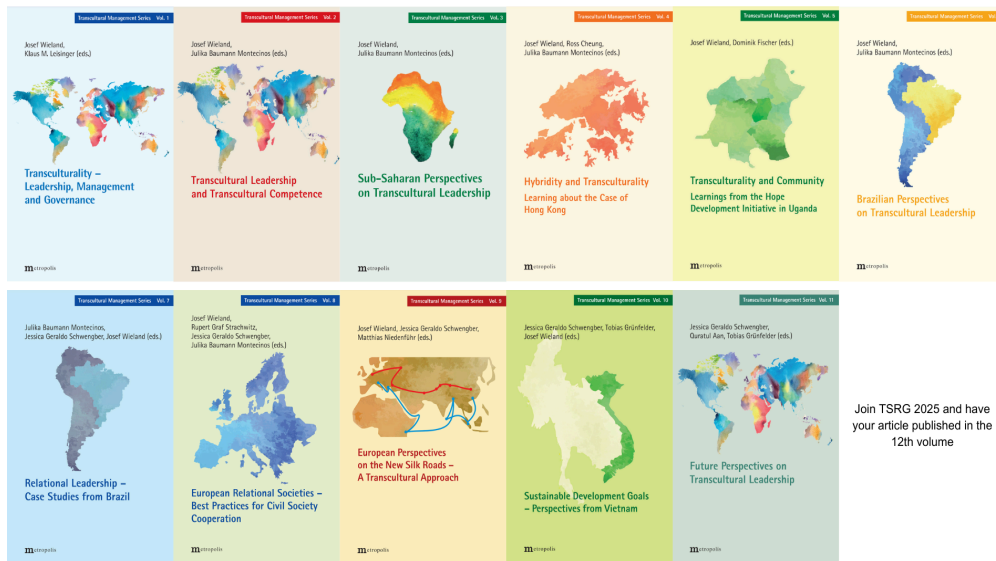 Transcultural Management Series Vol. 1
Josef Wieland,
Klaus M. Leisinger (eds.)
Transculturality –
Leadership, Management
and Governance
metropolis
Transcultural Management Series Vol. 2
Josef Wieland,
Julika Baumann Montecinos (eds.)
Transcultural Leadership
and Transcultural Competence
metropolis
Transcultural Management Series Vol. 3
Josef Wieland,
Julika Baumann Montecinos (eds.)
Sub-Saharan Perspectives
on Transcultural Leadership
metropolis
Transcultural Management Series Vol. 4
Josef Wieland, Ross Cheung,
Julika Baumann Montecinos (eds.)
Hybridity and Transculturality
Learning about the Case of
Hong Kong
metropolis
Transcultural Management Series Vol. 5
Josef Wieland, Dominik Fischer (eds.)
Transculturality and Community
Learnings from the Hope
Development Initiative in Uganda
metropolis
Transcultural Management Series
Josef Wieland,
Julika Baumann Montecinos (eds.)
Brazilian Perspectives
on Transcultural Leadership
metropolis
Transcultural Management Series Vol. 7
Julika Baumann Montecinos,
Jessica Geraldo Schwengber, Josef Wieland (eds.)
Relational Leadership –
Case Studies from Brazil
metropolis
Transcultural Management Series Vol. 8
Josef Wieland,
Rupert Graf Strachwitz,
Jessica Geraldo Schwengber,
Julika Baumann Montecinos (eds.)
European Relational Societies –
Best Practices for Civil Society
Cooperation
metropolis
Transcultural Management Series Vol. 9
Josef Wieland, Jessica Geraldo Schwengber,
Matthias Niedenführ (eds.)
European Perspectives
on the New Silk Roads –
A Transcultural Approach
metropolis
Transcultural Management Series Vol. 10
Jessica Geraldo Schwengber, Tobias Grünfelder,
Josef Wieland (eds.)
Sustainable Development Goals
– Perspectives from Vietnam
metropolis
Transcultural Management Series Vol. 11
Jessica Geraldo Schwengber,
Quratul Aan, Tobias Grünfelder (eds.)
Future Perspectives on
Transcultural Leadership
metropolis
Join TSRG 2025 and have
your article published in the
12th volume